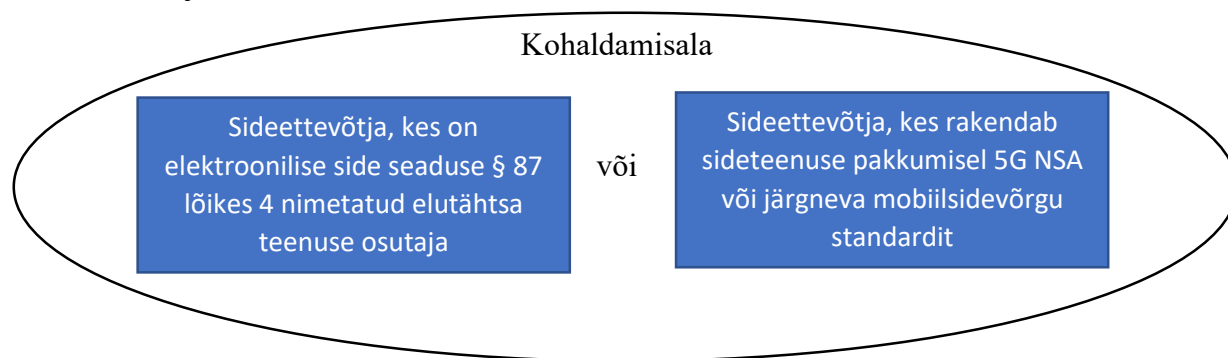 Kohaldamisala
Sideettevõtja, kes on
elektroonilise side seaduse § 87
lõikes 4 nimetatud elutähtsa
teenuse osutaja
või
Sideettevõtja, kes rakendab
sideteenuse pakkumisel 5G NSA
või järgneva mobiilsidevõrgu
standardit